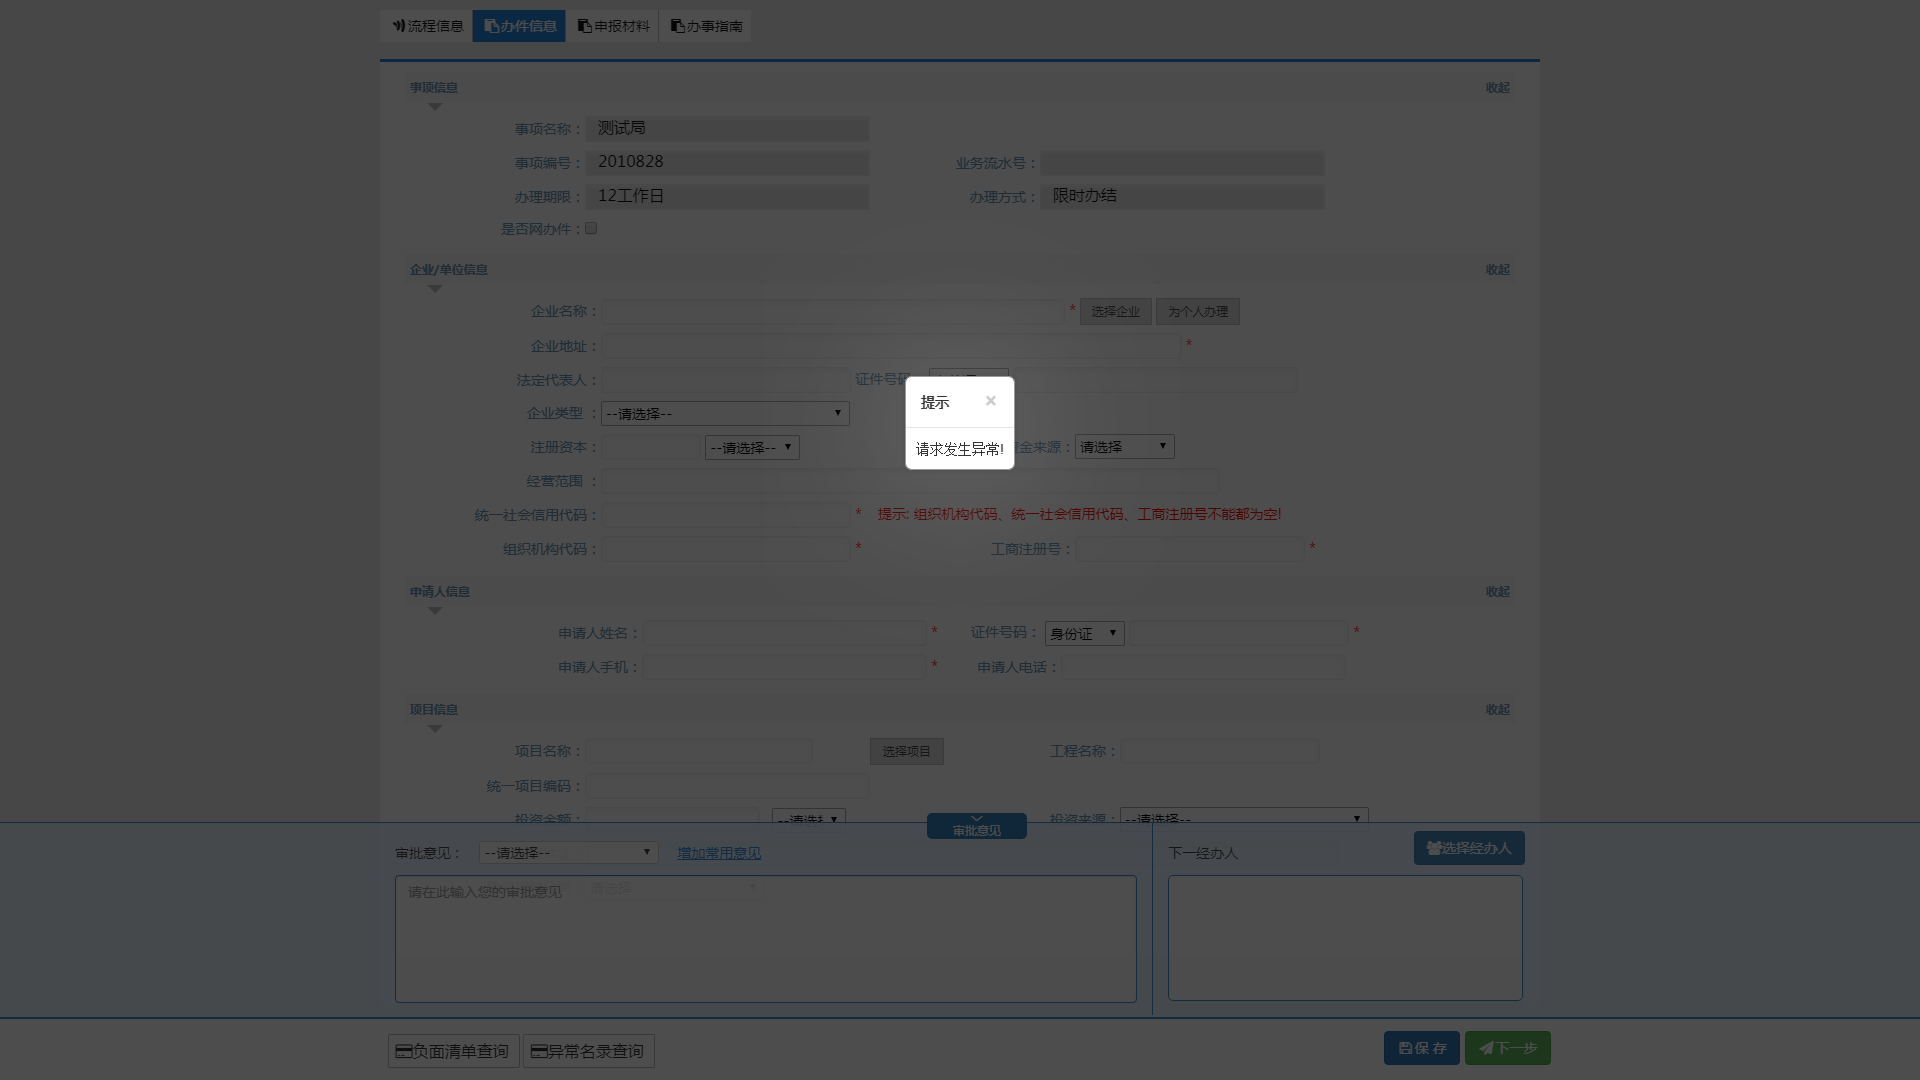 流程信息 办件信息 申报材料 办事指南
事项信息 收起
事项名称： 测试局
事项编号： 2010828 业务流水号：
办理期限： 12工作日 办理方式： 限时办结
是否网办件：
企业/单位信息 收起
企业名称： * 选择企业 为个人办理
企业地址： *
法定代表人： 证件号码
提示 ×
企业类型 ： --请选择--
注册资本： --请选择-- 金来源： 请选择
请求发生异常!
经营范围 ：
统一社会信用代码： * 提示: 组织机构代码、统一社会信用代码、工商注册号不能都为空!
组织机构代码： * 工商注册号： *
申请人信息 收起
申请人姓名： * 证件号码： 身份证 *
申请人手机： * 申请人电话：
项目信息 收起
项目名称： 选择项目 工程名称：
统一项目编码：
投资金额： --请选择 投资来源： --请选择--
审批意见
审批意见： --请选择-- 增加常用意见 下一经办人 选择经办人
请在此输入您的审批意见 请选择
负面清单查询 异常名录查询 保 存 下一步